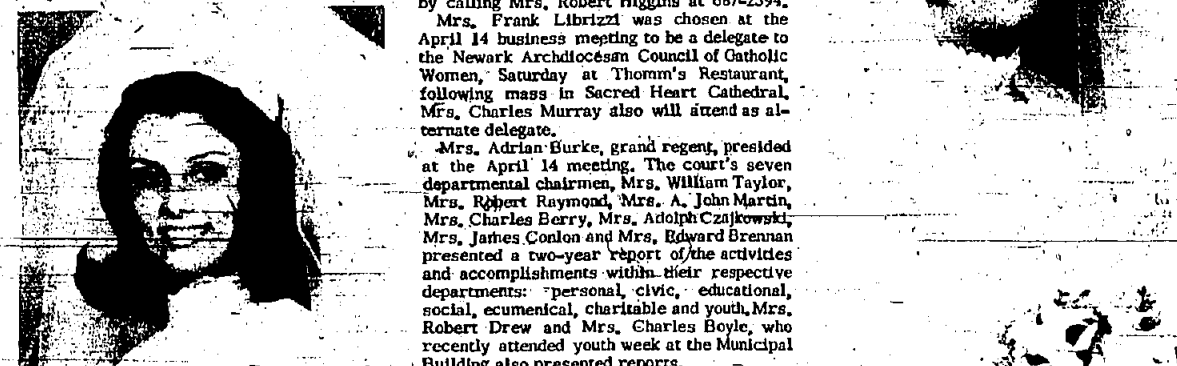 by calling Mrs. Robert Higgins at 687-2394.
Mrs. Frank Librizzi was chosen at the
April 14 business meeting to be a delegate to
the Newark Archdiocesan Council of Catholic
Women, Saturday at Thomm's Restaurant,
following mass in Sacred Heart Cathedral.
Mrs. Charles Murray also will attend as al-
ternate delegate.
Mrs. Adrian Burke, grand regent, presided
at the April 14 meeting. The court's seven
departmental chairmen, Mrs. William Taylor,
Mrs. Robert Raymond, Mrs. A. John Martin,
Mrs. Charles Berry, Mrs. Adolph Czajkowski,
Mrs. James Conlon and Mrs. Edward Brennan
presented a two-year report of the activities
and accomplishments within their respective
departments: personal, civic, educational,
social, ecumenical, charitable and youth. Mrs.
Robert Drew and Mrs. Charles Boyle, who
recently attended youth week at the Municipal
Building also presented reports.